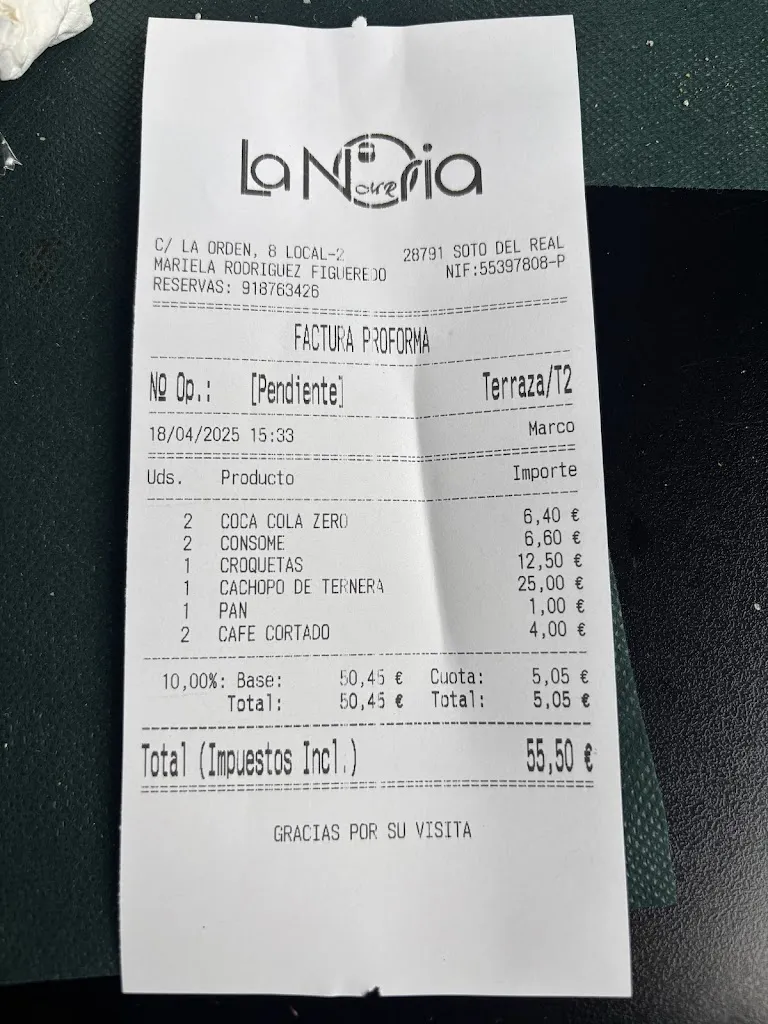 La Noria
C/ LA ORDEN, 8 LOCAL-2 28791 SOTO DEL REAL
MARIELA RODRIGUEZ FIGUEREDO NIF:55397808-P
RESERVAS: 918763426
FACTURA PROFORMA
Nº Op.: [Pendiente] Terraza/T2
18/04/2025 15:33 Marco
Uds. Producto Importe
2 COCA COLA ZERO 6,40 €
2 CONSOME 6,60 €
1 CROQUETAS 12,50 €
1 CACHOPO DE TERNERA 25,00 €
1 PAN 1,00 €
2 CAFE CORTADO 4,00 €
10,00%: Base: 50,45 € Cuota: 5,05 €
Total: 50,45 € Total: 5,05 €
Total (Impuestos Incl.) 55,50 €
GRACIAS POR SU VISITA